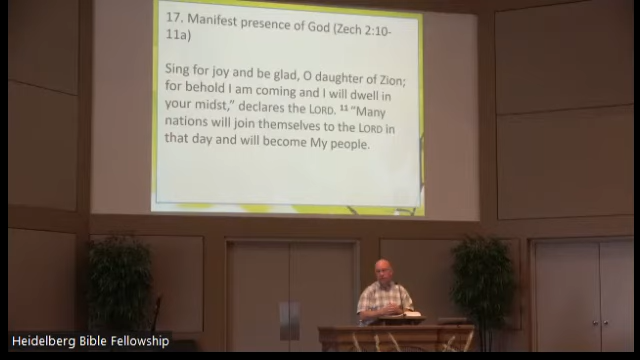 17. Manifest presence of God (Zech 2:10-
11a)
Sing for joy and be glad, O daughter of Zion;
for behold I am coming and I will dwell in
your midst,” declares the LORD. ¹¹ “Many
nations will join themselves to the LORD in
that day and will become My people.
Heidelberg Bible Fellowship